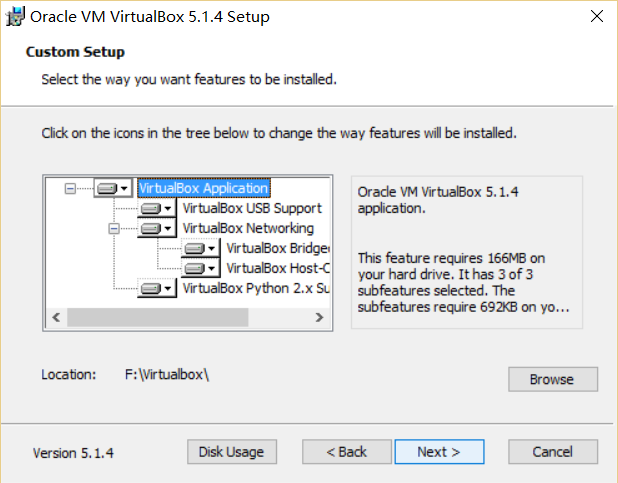 Oracle VM VirtualBox 5.1.4 Setup
Custom Setup
Select the way you want features to be installed.
Click on the icons in the tree below to change the way features will be installed.
VirtualBox Application
VirtualBox USB Support
VirtualBox Networking
VirtualBox Bridged
VirtualBox Host-O
VirtualBox Python 2.x Su
Oracle VM VirtualBox 5.1.4
application.
This feature requires 166MB on
your hard drive. It has 3 of 3
subfeatures selected. The
subfeatures require 692KB on yo...
Location: F:\Virtualbox\
Browse
Version 5.1.4
Disk Usage
< Back
Next >
Cancel